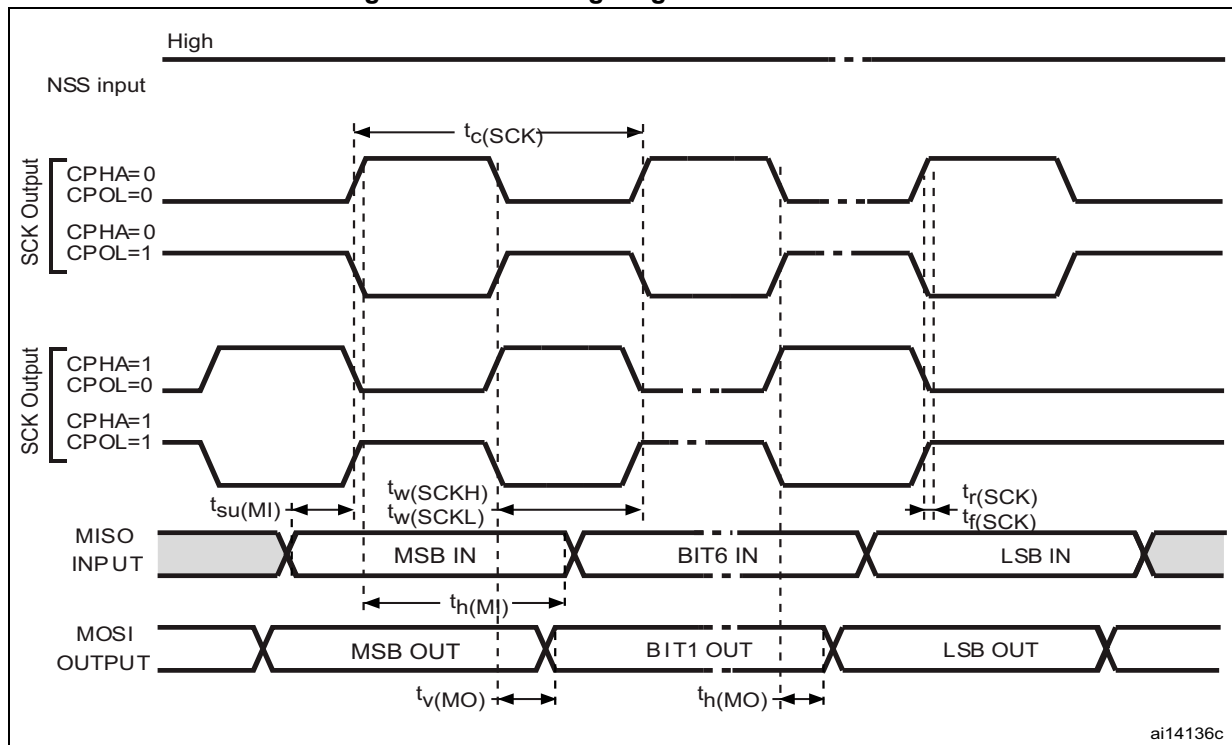 High
NSS input
tc(SCK)
SCK Output
CPHA=0
CPOL=0
CPHA=0
CPOL=1
SCK Output
CPHA=1
CPOL=0
CPHA=1
CPOL=1
tsu(MI)
tw(SCKH)
tw(SCKL)
tr(SCK)
tf(SCK)
MISO
INPUT
MSB IN
BIT6 IN
LSB IN
th(MI)
MOSI
OUTPUT
MSB OUT
BIT1 OUT
LSB OUT
tv(MO)
th(MO)
ai14136c